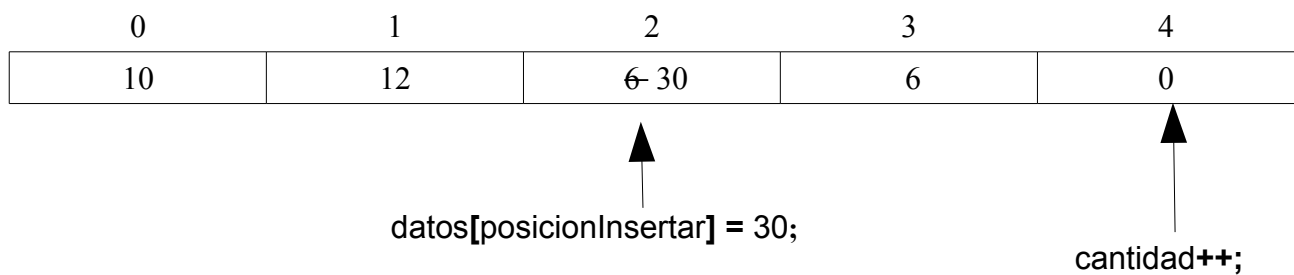 0 1 2 3 4
10 12 6 30 6 0
datos[posicionInsertar] = 30;
cantidad++;